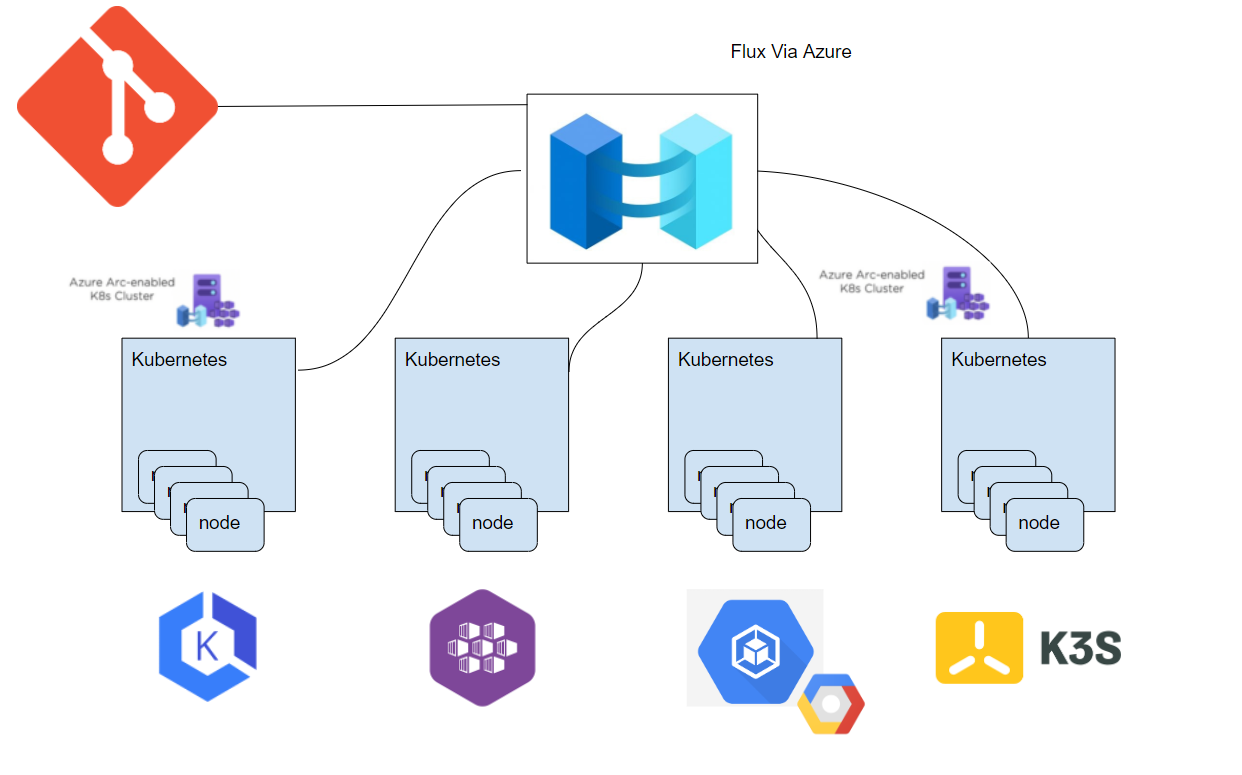 Flux Via Azure
Azure Arc-enabled
K8s Cluster
Azure Arc-enabled
K8s Cluster
Kubernetes
Kubernetes
Kubernetes
Kubernetes
node
node
node
node
K
K3S